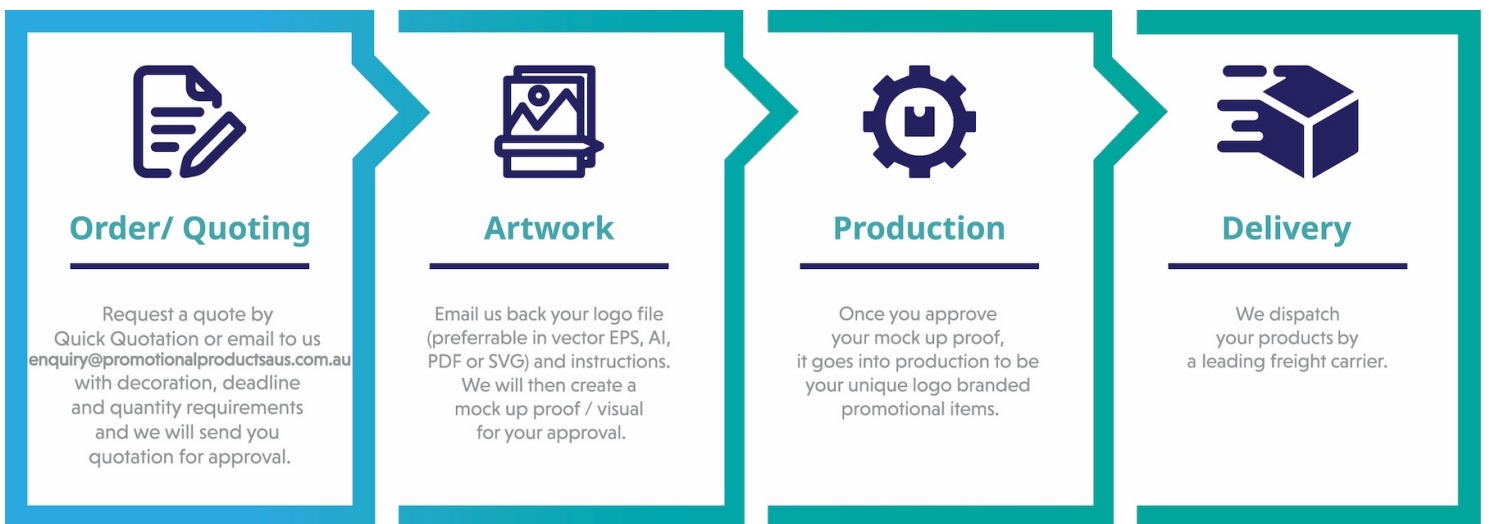 Order/ Quoting
Request a quote by
Quick Quotation or email to us
enquiry@promotionalproductsaus.com.au
with decoration, deadline
and quantity requirements
and we will send you
quotation for approval.
Artwork
Email us back your logo file
(preferrable in vector EPS, AI,
PDF or SVG) and instructions.
We will then create a
mock up proof / visual
for your approval.
Production
Once you approve
your mock up proof,
it goes into production to be
your unique logo branded
promotional items.
Delivery
We dispatch
your products by
a leading freight carrier.